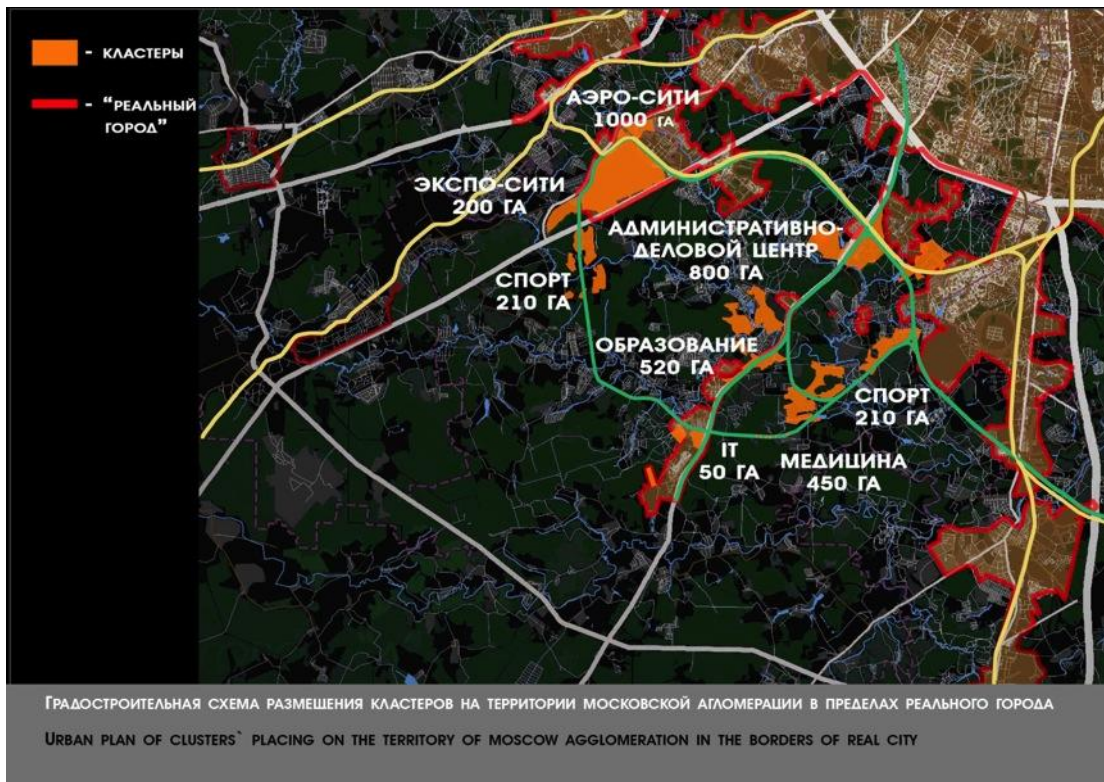 - КЛАСТЕРЫ
- "РЕАЛЬНЫЙ
ГОРОД"
АЭРО-СИТИ
1000 ГА
ЭКСПО-СИТИ
200 ГА
АДМИНИСТРАТИВНО-
ДЕЛОВОЙ ЦЕНТР
800 ГА
СПОРТ
210 ГА
ОБРАЗОВАНИЕ
520 ГА
СПОРТ
210 ГА
IT
50 ГА
МЕДИЦИНА
450 ГА
ГРАДОСТРОИТЕЛЬНАЯ СХЕМА РАЗМЕЩЕНИЯ КЛАСТЕРОВ НА ТЕРРИТОРИИ МОСКОВСКОЙ АГЛОМЕРАЦИИ В ПРЕДЕЛАХ РЕАЛЬНОГО ГОРОДА
URBAN PLAN OF CLUSTERS` PLACING ON THE TERRITORY OF MOSCOW AGGLOMERATION IN THE BORDERS OF REAL CITY